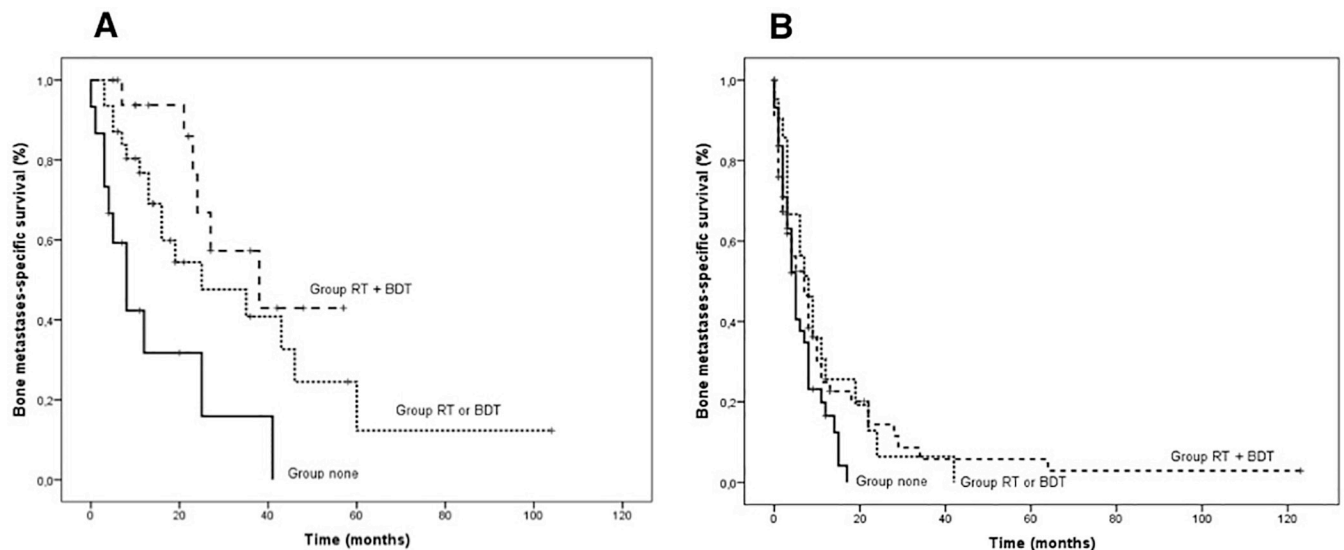 A
Bone metastases-specific survival (%)
1,0
0,8
0,6
0,4
0,2
0,0
Group RT + BDT
Group RT or BDT
Group none
0 20 40 60 80 100 120
Time (months)
B
Bone metastases-specific survival (%)
1,0
0,8
0,6
0,4
0,2
0,0
Group RT + BDT
Group none
Group RT or BDT
0 20 40 60 80 100 120
Time (months)